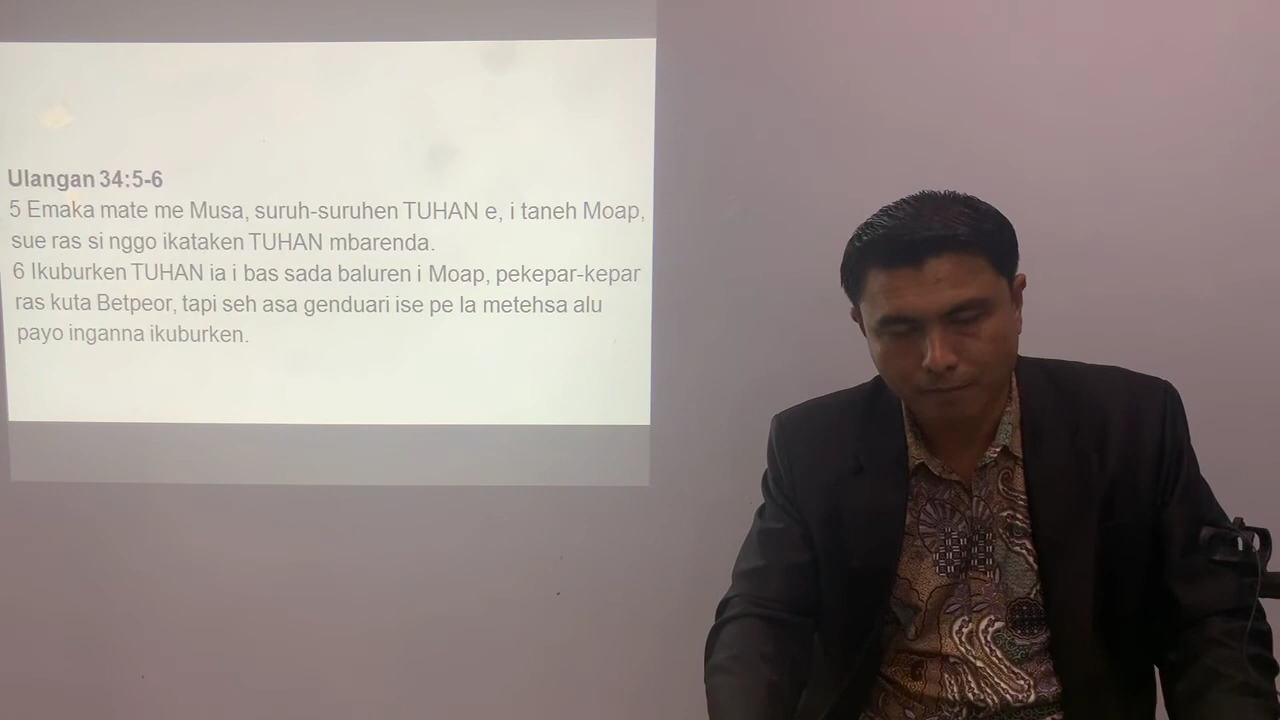 Ulangan 34:5-6
5 Emaka mate me Musa, suruh-suruhen TUHAN e, i taneh Moap,
sue ras si nggo ikataken TUHAN mbarenda.
6 Ikuburken TUHAN ia i bas sada baluren i Moap, pekepar-kepar
ras kuta Betpeor, tapi seh asa genduari ise pe la metehsa alu
payo inganna ikuburken.